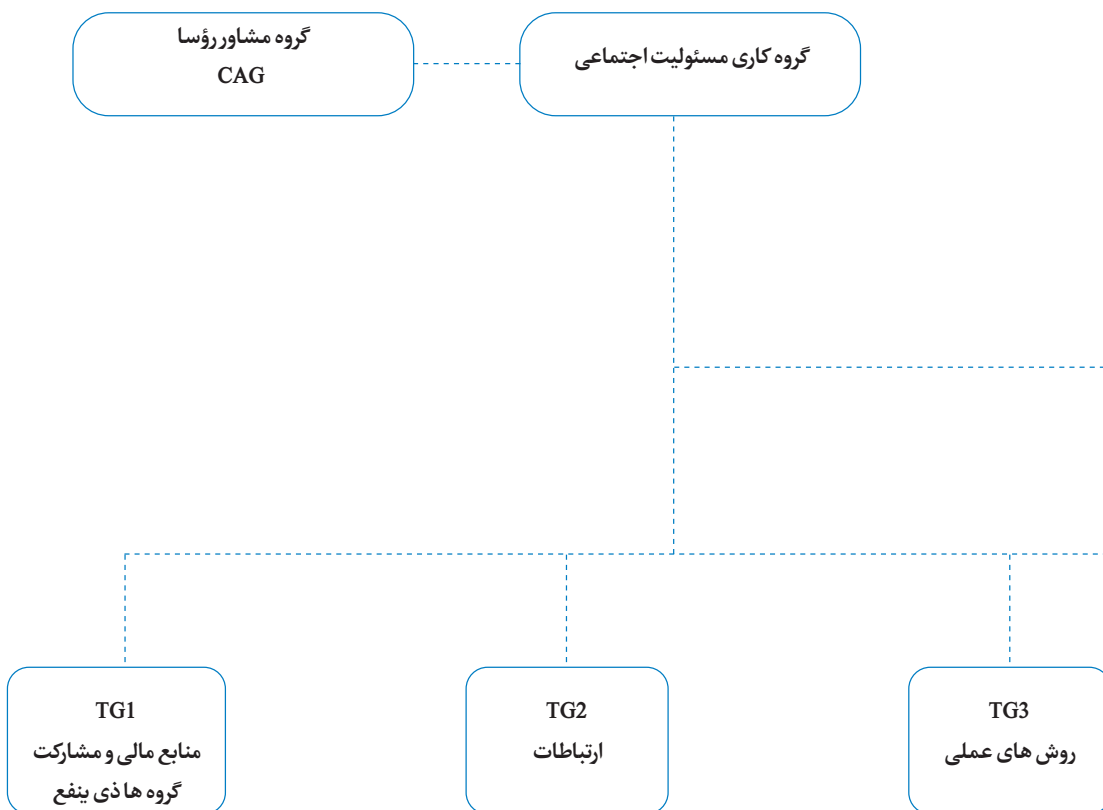 گروه مشاور رؤسا
CAG
گروه کاری مسئولیت اجتماعی
TG1
منابع مالی و مشارکت
گروه ها ذی ینفع
TG2
ارتباطات
TG3
روش های عملی